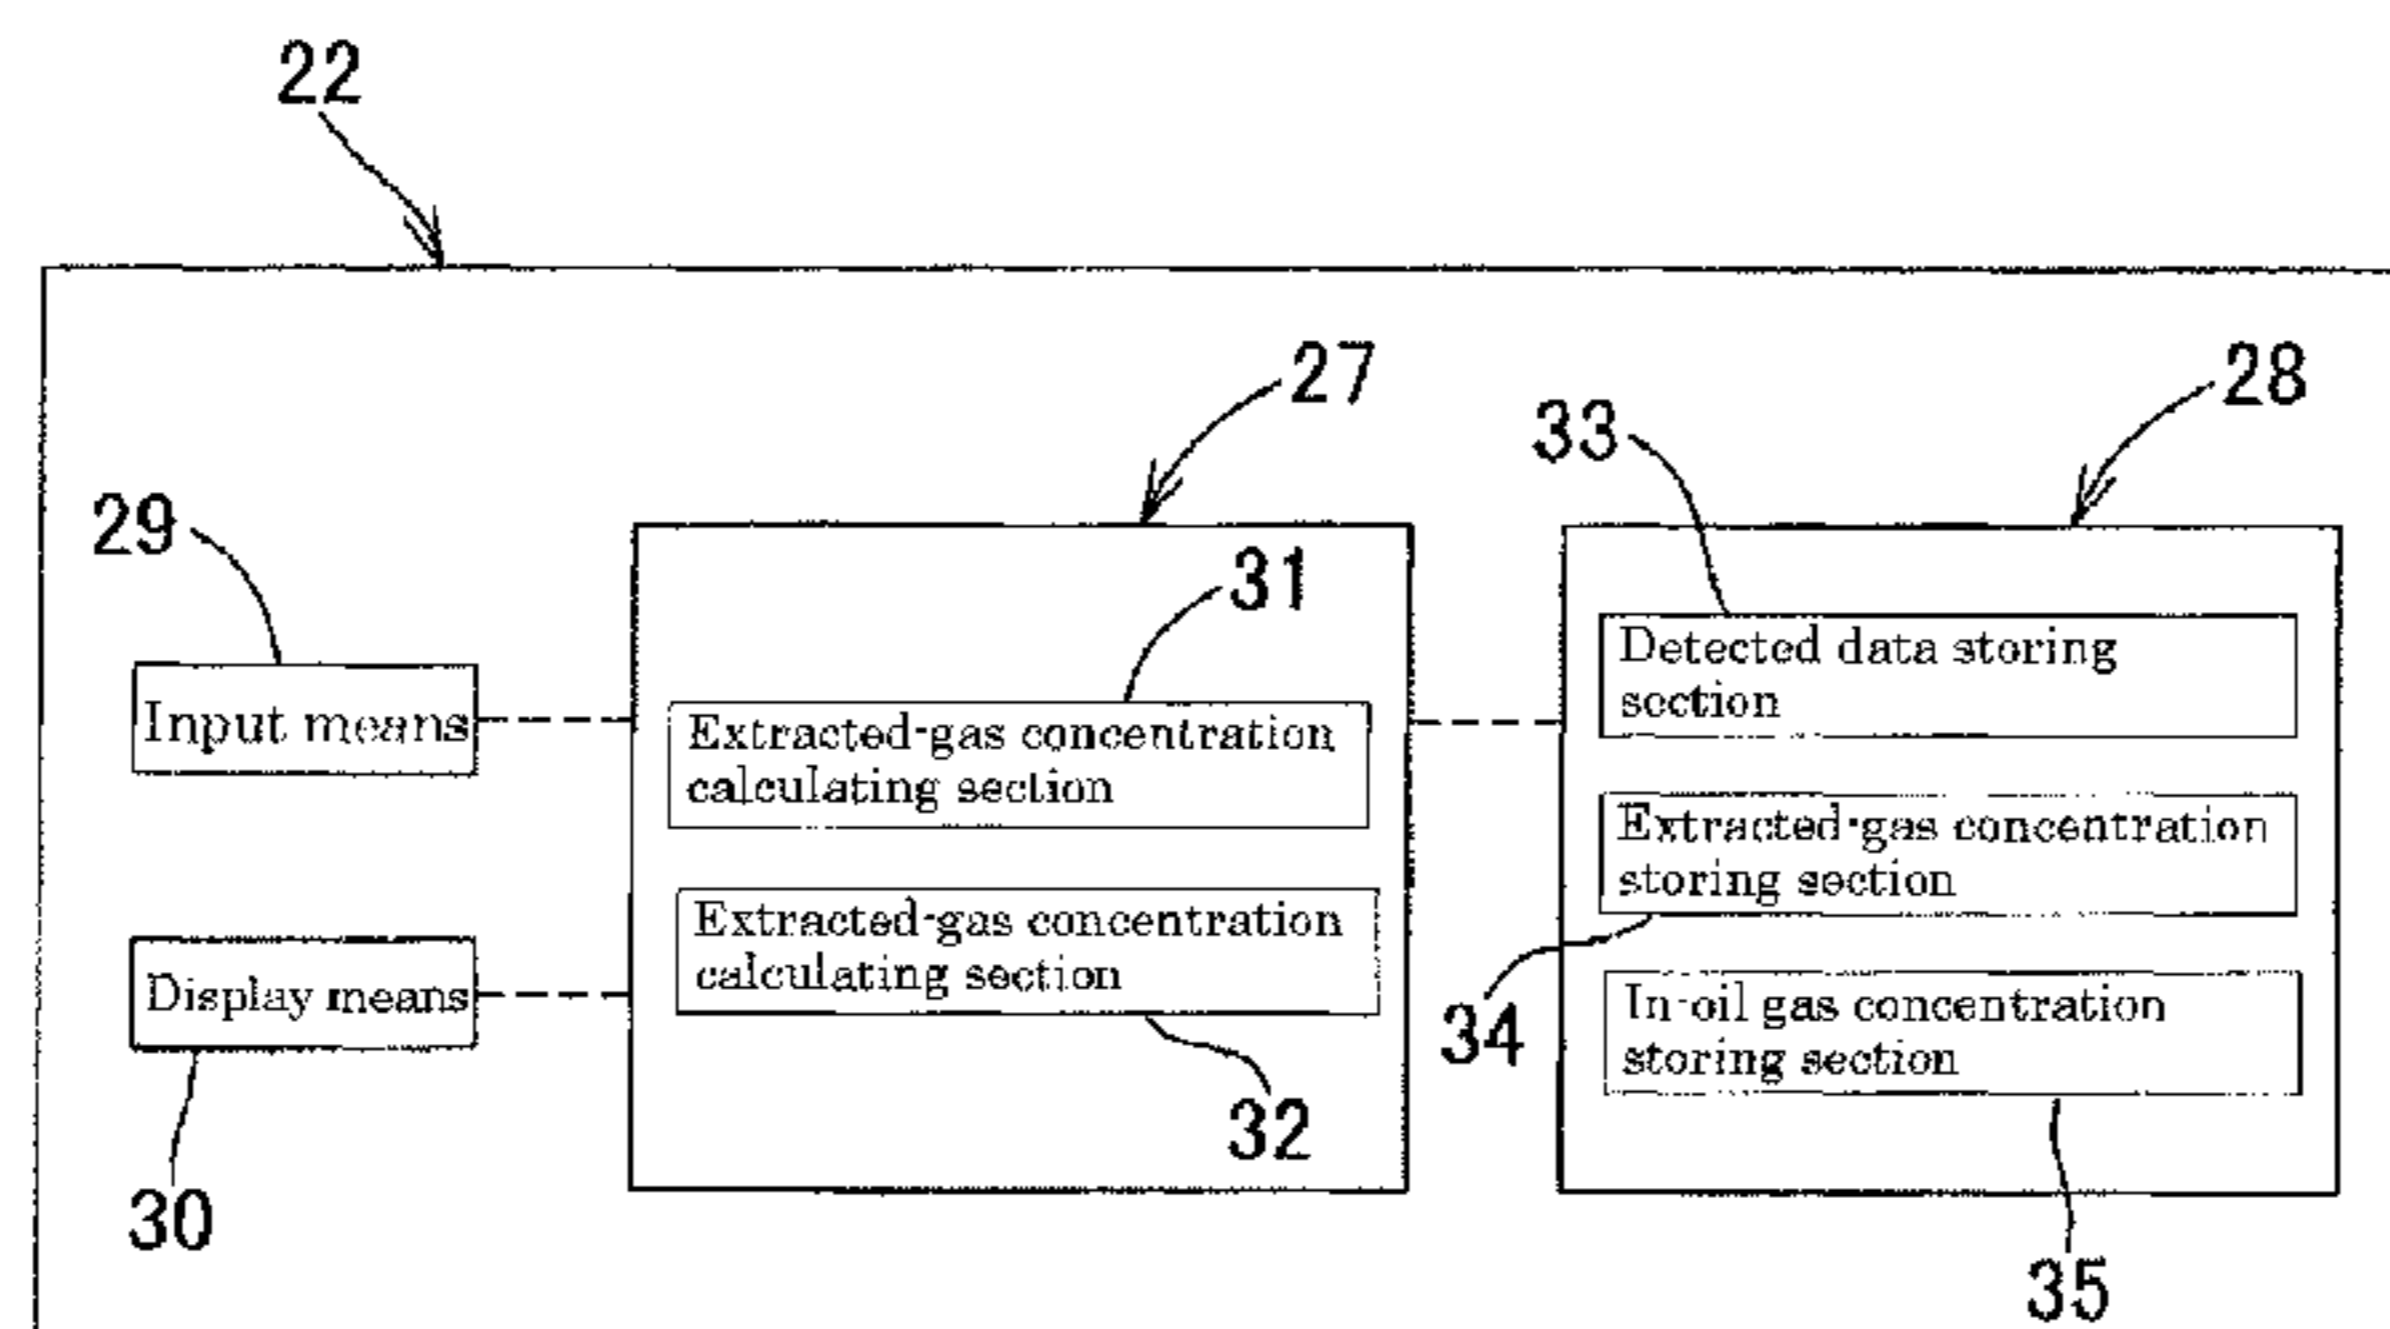 22
27
28
33
29
31
Input means
Extracted-gas concentration
calculating section
Detected data storing
section
Extracted-gas concentration
storing section
Display means
Extracted-gas concentration
calculating section
In-oil gas concentration
storing section
34
32
30
35